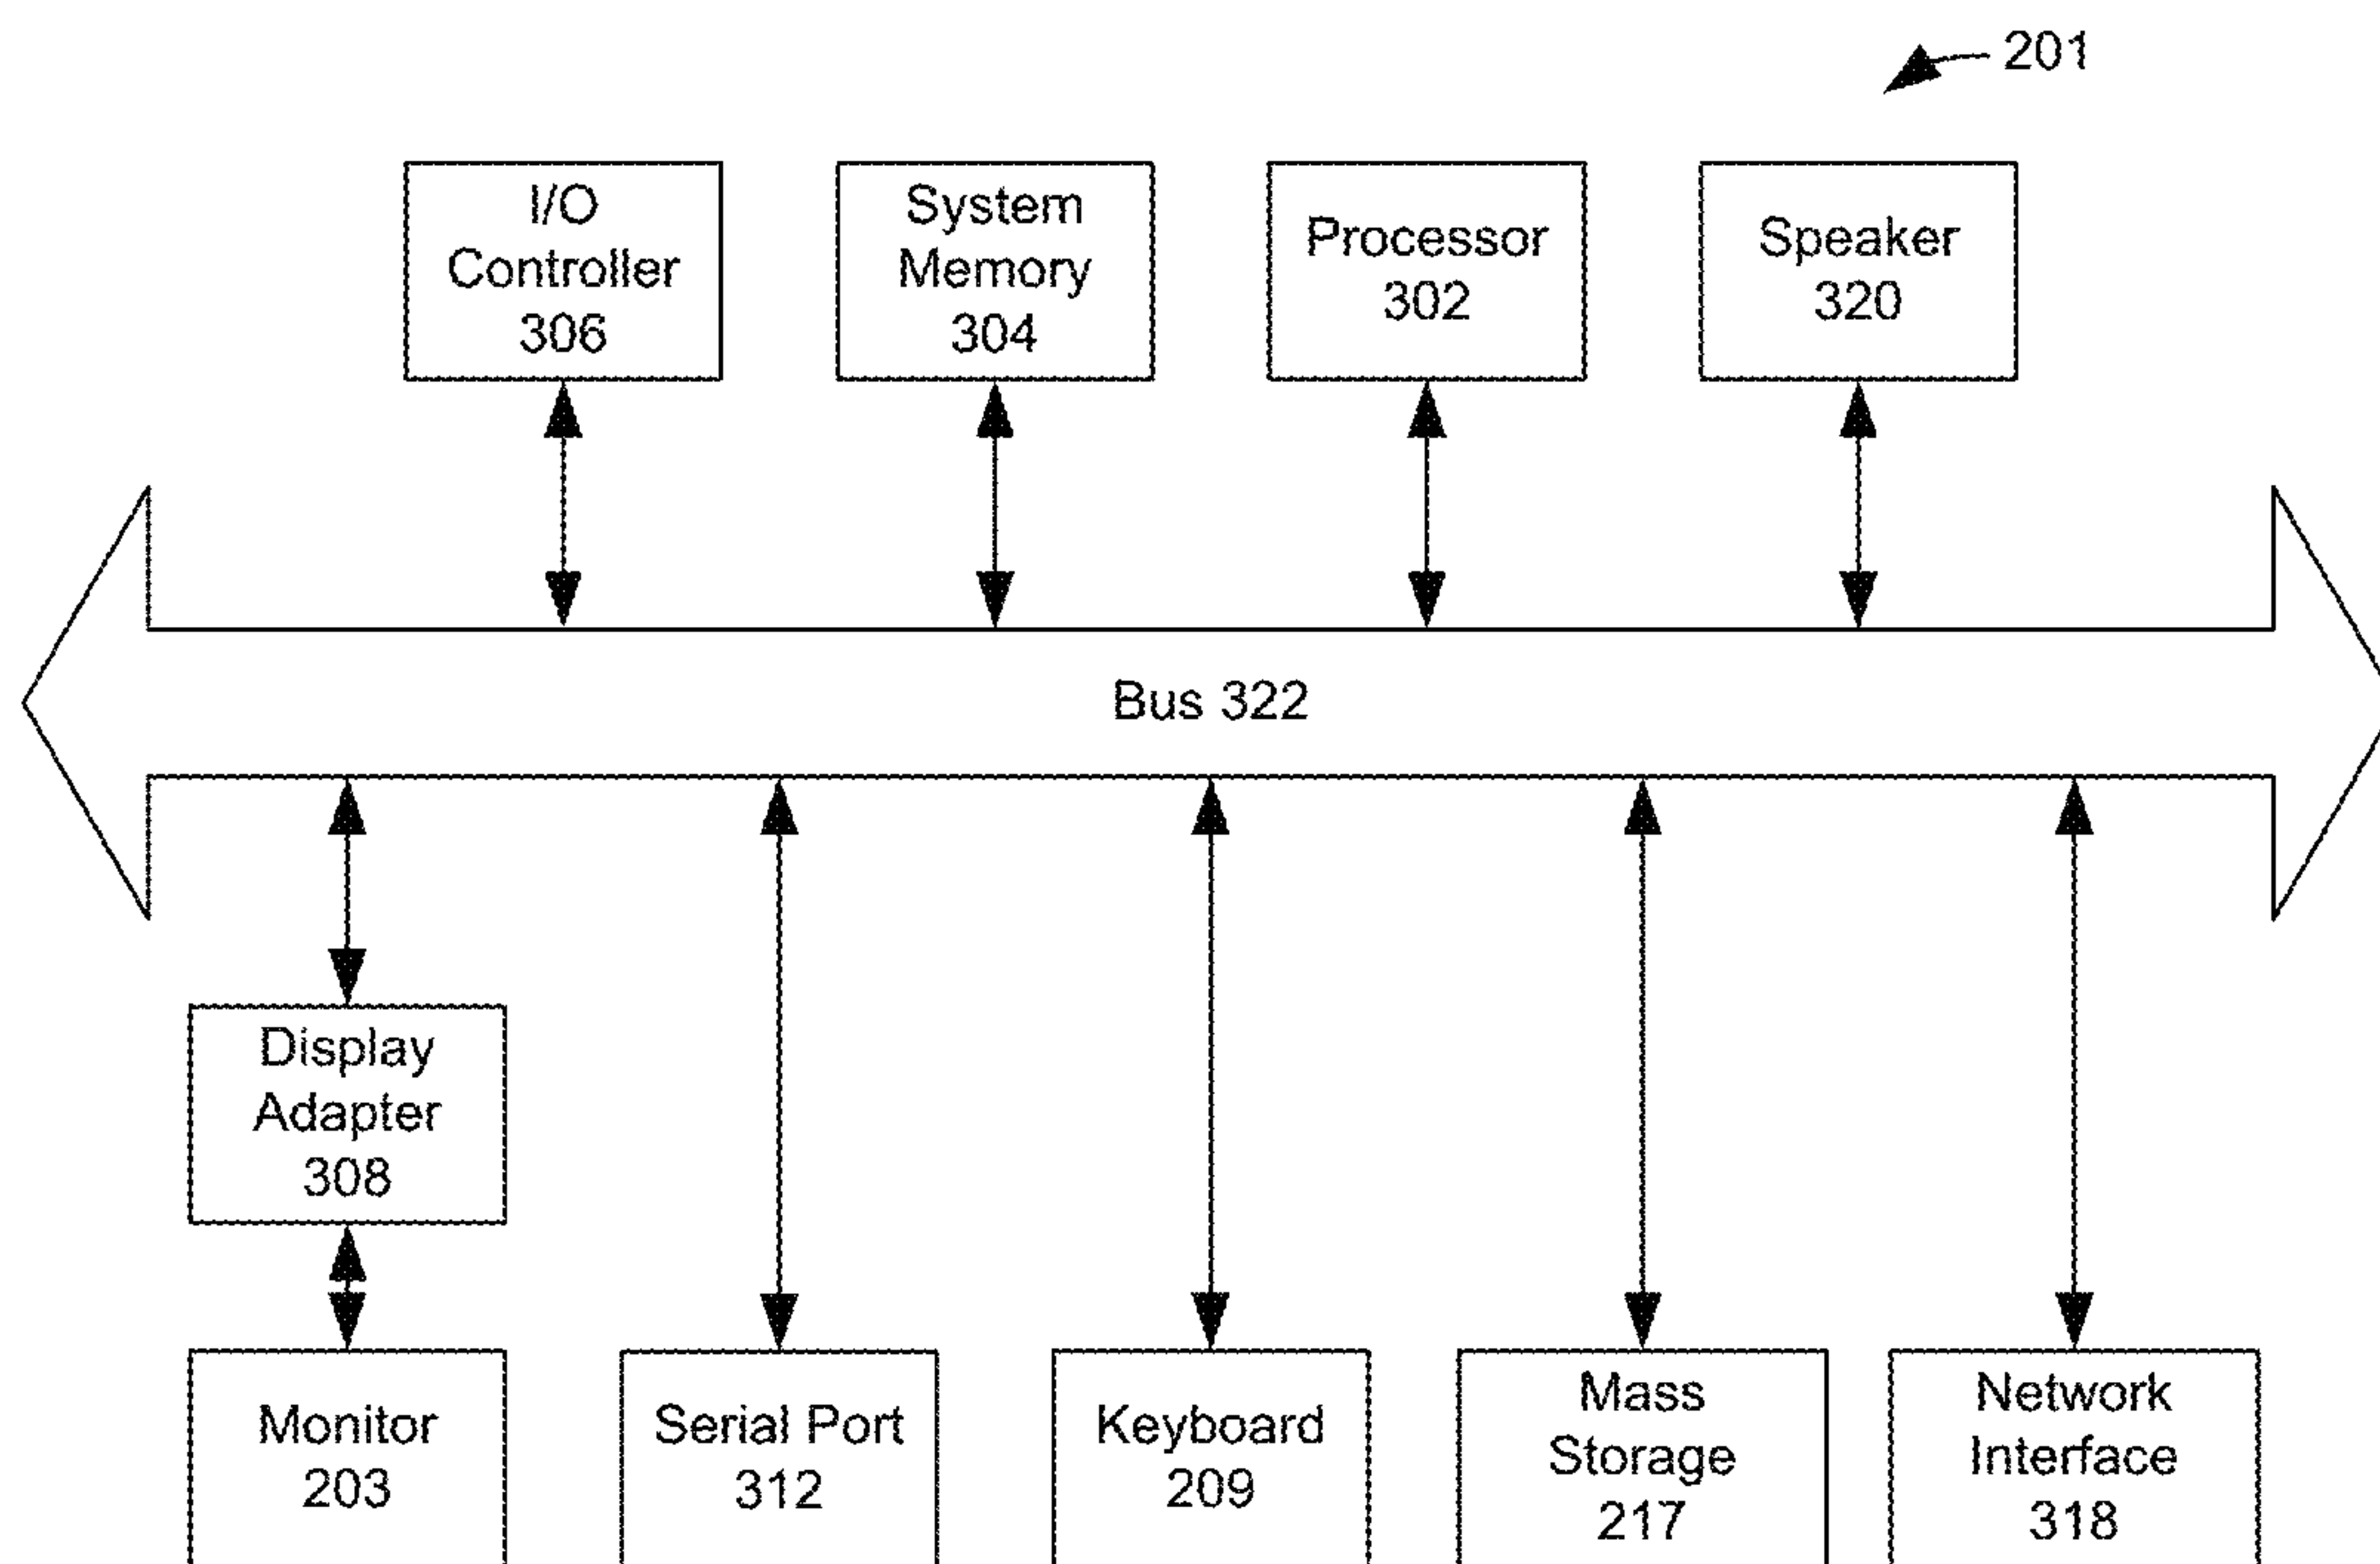 201
I/O
Controller
306
System
Memory
304
Processor
302
Speaker
320
Bus 322
Display
Adapter
308
Monitor
203
Serial Port
312
Keyboard
209
Mass
Storage
217
Network
Interface
318